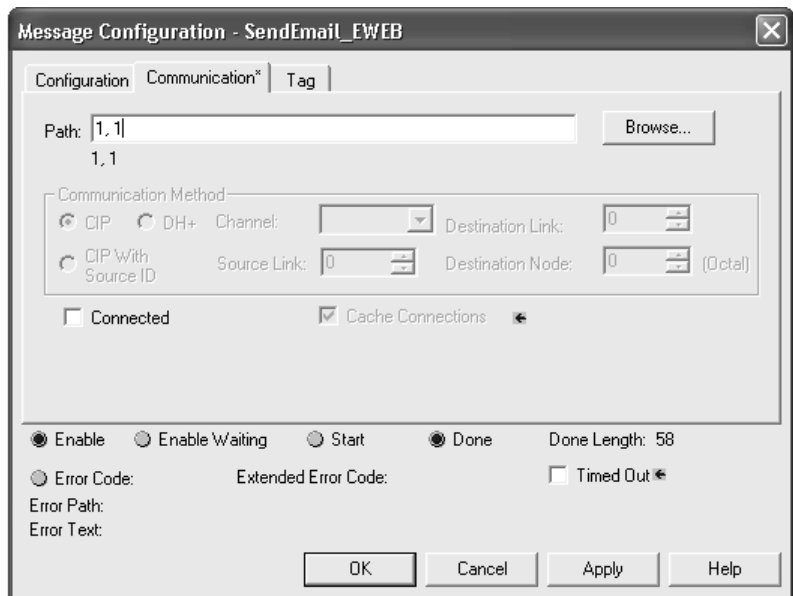 Message Configuration - SendEmail_EWEB
Configuration Communication* Tag
Path: 1, 1 Browse...
1, 1
Communication Method
CIP DH+ Channel: Destination Link: 0
CIP With Source ID Source Link: 0 Destination Node: 0 (Octal)
Connected Cache Connections
Enable Enable Waiting Start Done Done Length: 58
Error Code: Extended Error Code: Timed Out
Error Path:
Error Text:
OK Cancel Apply Help